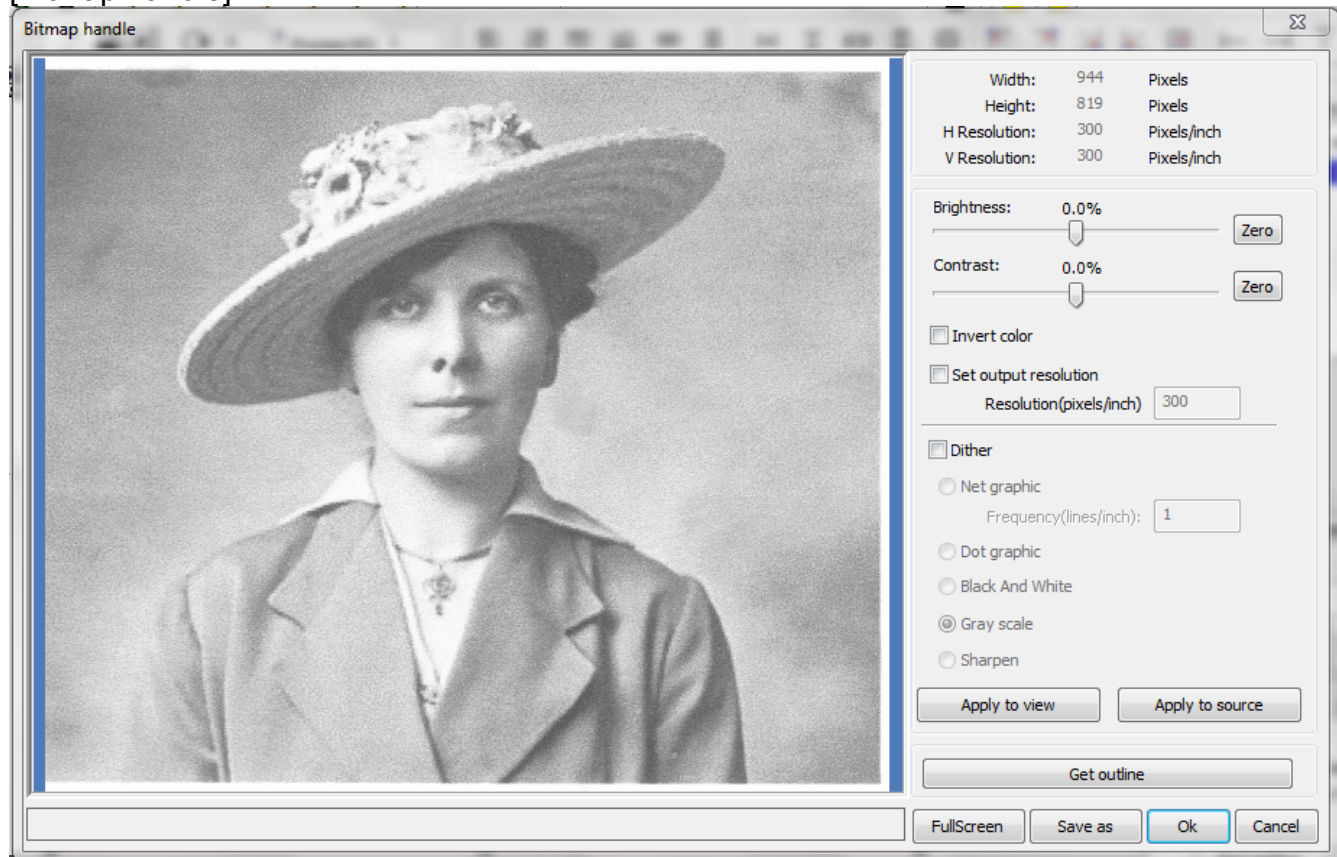 Bitmap handle
Width: 944 Pixels
Height: 819 Pixels
H Resolution: 300 Pixels/inch
V Resolution: 300 Pixels/inch
Brightness: 0.0%
Zero
Contrast: 0.0%
Zero
Invert color
Set output resolution
Resolution(pixels/inch) 300
Dither
Net graphic
Frequency(lines/inch): 1
Dot graphic
Black And White
Gray scale
Sharpen
Apply to view Apply to source
Get outline
FullScreen Save as Ok Cancel